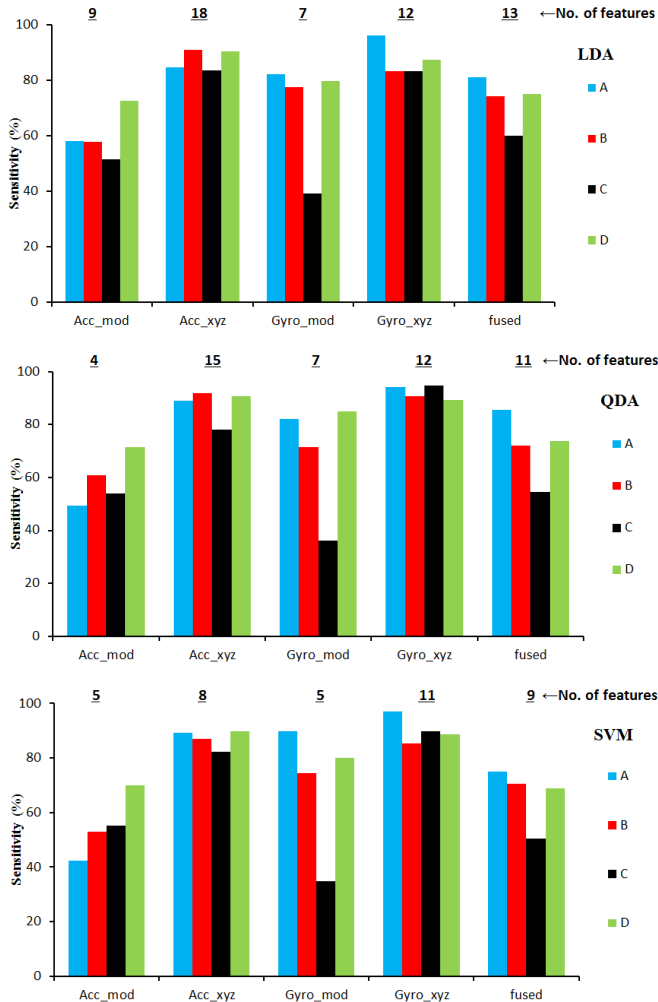 9 18 7 12 13 ←No. of features
100
80
60
40
20
0
Sensitivity (%)
Acc_mod Acc_xyz Gyro_mod Gyro_xyz fused
LDA
A
B
C
D
4 15 7 12 11 ←No. of features
100
80
60
40
20
0
Sensitivity (%)
Acc_mod Acc_xyz Gyro_mod Gyro_xyz fused
QDA
A
B
C
D
5 8 5 11 9 ←No. of features
100
80
60
40
20
0
Sensitivity (%)
Acc_mod Acc_xyz Gyro_mod Gyro_xyz fused
SVM
A
B
C
D